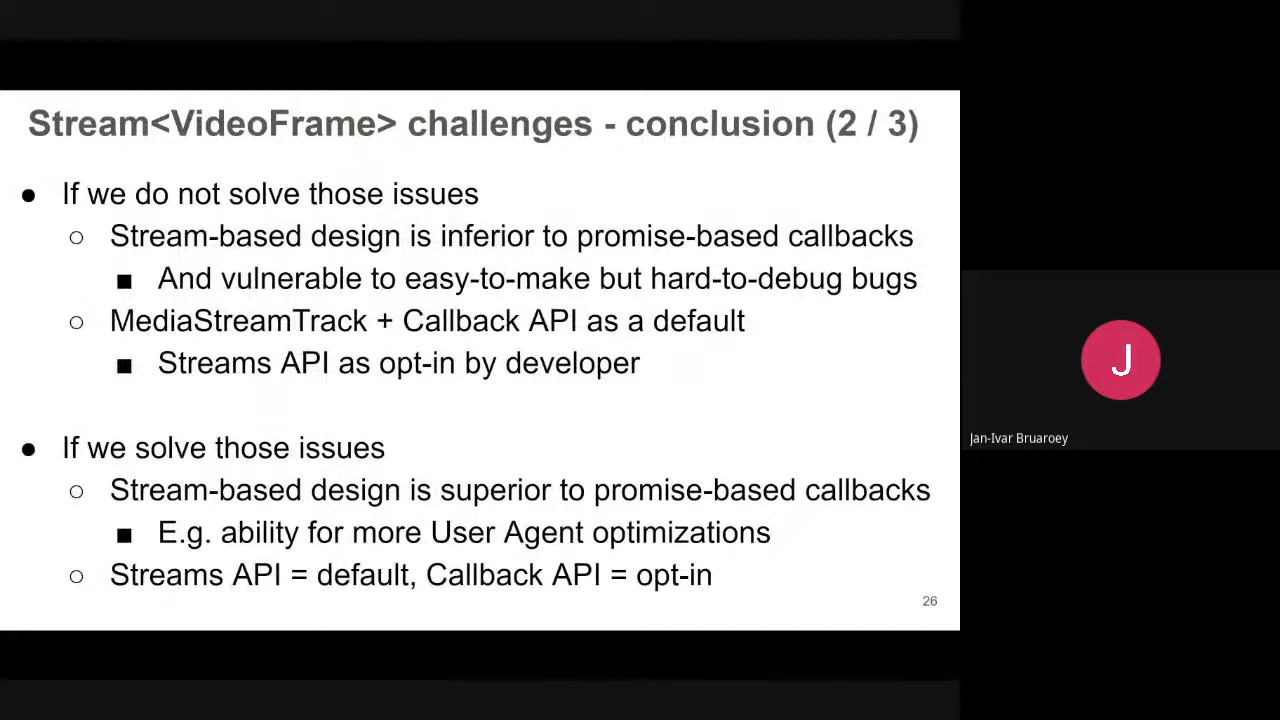 Stream<VideoFrame> challenges - conclusion (2 / 3)
● If we do not solve those issues
○ Stream-based design is inferior to promise-based callbacks
■ And vulnerable to easy-to-make but hard-to-debug bugs
○ MediaStreamTrack + Callback API as a default
■ Streams API as opt-in by developer
● If we solve those issues
○ Stream-based design is superior to promise-based callbacks
■ E.g. ability for more User Agent optimizations
○ Streams API = default, Callback API = opt-in
26
J
Jan-Ivar Bruaroey